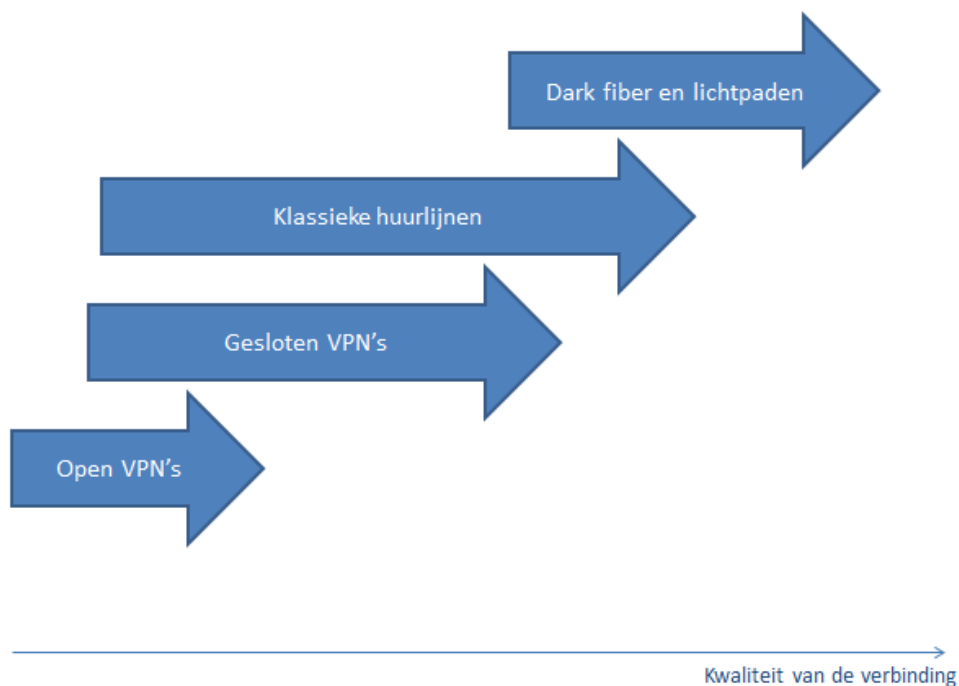 Dark fiber en lichtpaden
Klassieke huurlijnen
Gesloten VPN’s
Open VPN’s
Kwaliteit van de verbinding